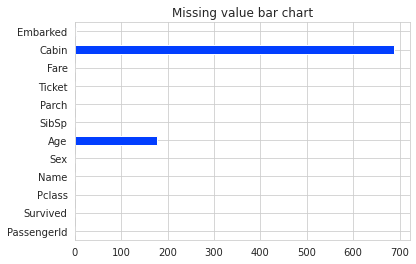 Missing value bar chart
Embarked
Cabin
Fare
Ticket
Parch
SibSp
Age
Sex
Name
Pclass
Survived
PassengerId
0 100 200 300 400 500 600 700